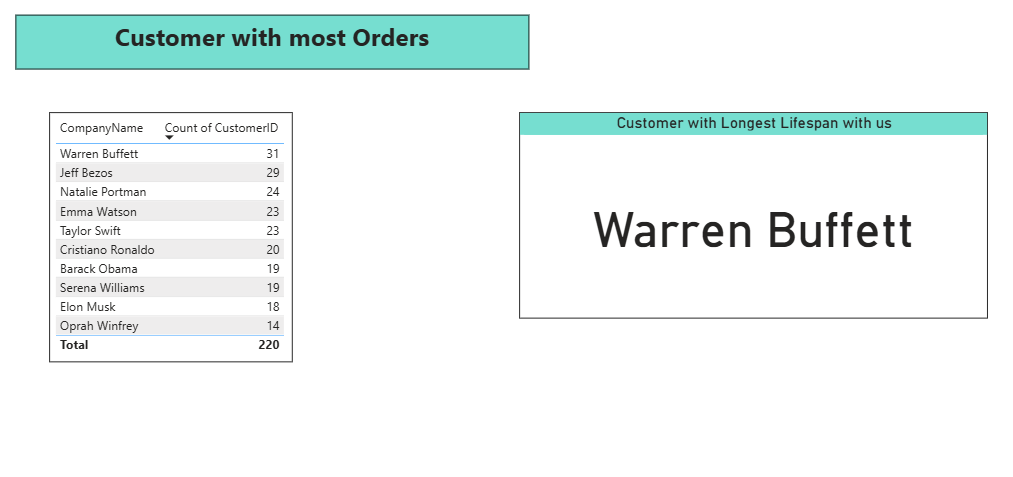 Customer with most Orders
CompanyName Count of CustomerID
Warren Buffett 31
Jeff Bezos 29
Natalie Portman 24
Emma Watson 23
Taylor Swift 23
Cristiano Ronaldo 20
Barack Obama 19
Serena Williams 19
Elon Musk 18
Oprah Winfrey 14
Total 220
Customer with Longest Lifespan with us
Warren Buffett